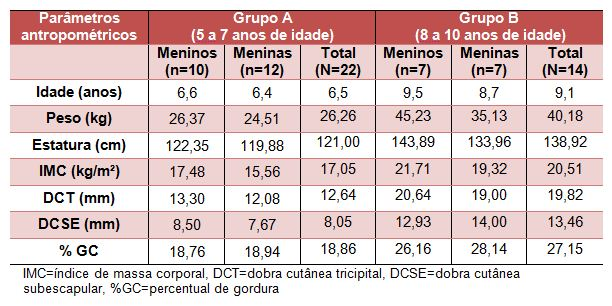 Parâmetros antropométricos Grupo A (5 a 7 anos de idade) Grupo B (8 a 10 anos de idade)
Meninos (n=10) Meninas (n=12) Total (N=22) Meninos (n=7) Meninas (n=7) Total (N=14)
Idade (anos) 6,6 6,4 6,5 9,5 8,7 9,1
Peso (kg) 26,37 24,51 26,26 45,23 35,13 40,18
Estatura (cm) 122,35 119,88 121,00 143,89 133,96 138,92
IMC (kg/m²) 17,48 15,56 17,05 21,71 19,32 20,51
DCT (mm) 13,30 12,08 12,64 20,64 19,00 19,82
DCSE (mm) 8,50 7,67 8,05 12,93 14,00 13,46
% GC 18,76 18,94 18,86 26,16 28,14 27,15
IMC=índice de massa corporal, DCT=dobra cutânea tricipital, DCSE=dobra cutânea
subescapular, %GC=percentual de gordura